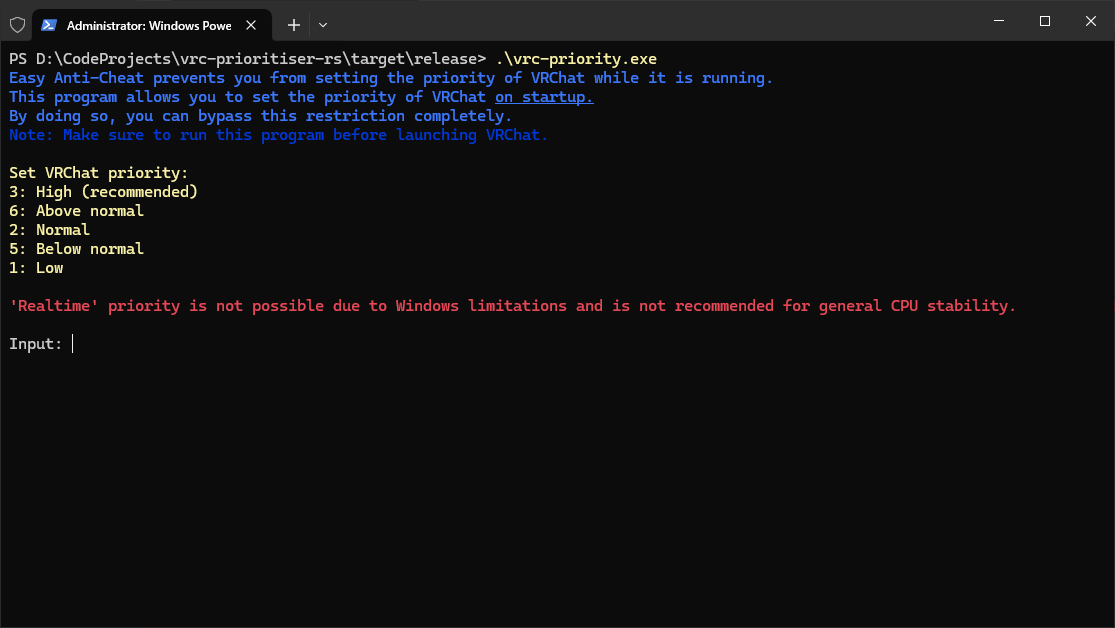 Administrator: Windows Powe
PS D:\CodeProjects\vrc-prioritiser-rs\target\release> .\vrc-priority.exe
Easy Anti-Cheat prevents you from setting the priority of VRChat while it is running.
This program allows you to set the priority of VRChat on startup.
By doing so, you can bypass this restriction completely.
Note: Make sure to run this program before launching VRChat.
Set VRChat priority:
3: High (recommended)
6: Above normal
2: Normal
5: Below normal
1: Low
'Realtime' priority is not possible due to Windows limitations and is not recommended for general CPU stability.
Input: